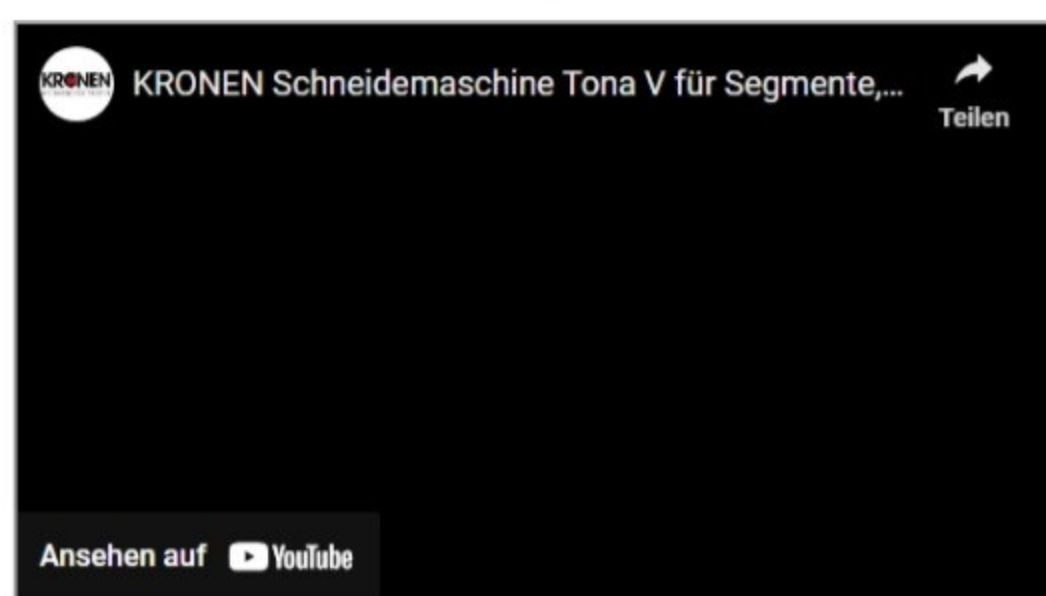 KRONEN
KRONEN Schneidemaschine Tona V für Segmente,...
Teilen
Ansehen auf YouTube